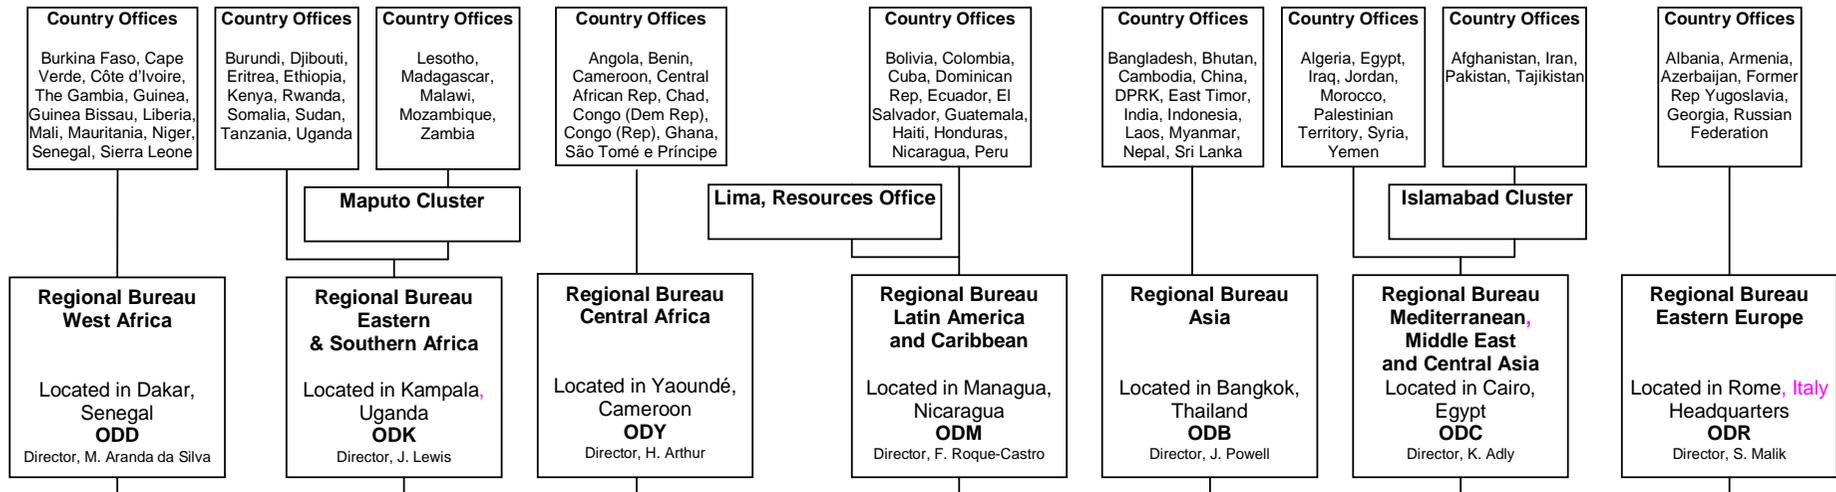 Country Offices
Burkina Faso, Cape
Verde, Côte d'Ivoire,
The Gambia, Guinea,
Guinea Bissau, Liberia,
Mali, Mauritania, Niger,
Senegal, Sierra Leone
Country Offices
Burundi, Djibouti,
Eritrea, Ethiopia,
Kenya, Rwanda,
Somalia, Sudan,
Tanzania, Uganda
Country Offices
Lesotho,
Madagascar,
Malawi,
Mozambique,
Zambia
Country Offices
Angola, Benin,
Cameroon, Central
African Rep, Chad,
Congo (Dem Rep),
Congo (Rep), Ghana,
São Tomé e Príncipe
Country Offices
Bolivia, Colombia,
Cuba, Dominican
Rep, Ecuador, El
Salvador, Guatemala,
Haiti, Honduras,
Nicaragua, Peru
Country Offices
Bangladesh, Bhutan,
Cambodia, China,
DPRK, East Timor,
India, Indonesia,
Laos, Myanmar,
Nepal, Sri Lanka
Country Offices
Algeria, Egypt,
Iraq, Jordan,
Morocco,
Palestinian
Territory, Syria,
Yemen
Country Offices
Afghanistan, Iran,
Pakistan, Tajikistan
Country Offices
Albania, Armenia,
Azerbaijan, Former
Rep Yugoslavia,
Georgia, Russian
Federation
Maputo Cluster
Lima, Resources Office
Islamabad Cluster
Regional Bureau
West Africa
Located in Dakar,
Senegal
ODD
Director, M. Aranda da Silva
Regional Bureau
Eastern
& Southern Africa
Located in Kampala,
Uganda
ODK
Director, J. Lewis
Regional Bureau
Central Africa
Located in Yaoundé,
Cameroon
ODY
Director, H. Arthur
Regional Bureau
Latin America
and Caribbean
Located in Managua,
Nicaragua
ODM
Director, F. Roque-Castro
Regional Bureau
Asia
Located in Bangkok,
Thailand
ODB
Director, J. Powell
Regional Bureau
Mediterranean,
Middle East
and Central Asia
Located in Cairo,
Egypt
ODC
Director, K. Adly
Regional Bureau
Eastern Europe
Located in Rome, Italy
Headquarters
ODR
Director, S. Malik